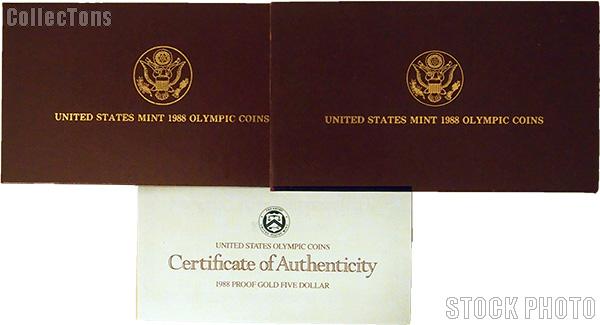 CollecTons
UNITED STATES MINT 1988 OLYMPIC COINS
UNITED STATES MINT 1988 OLYMPIC COINS
UNITED STATES OLYMPIC COINS
Certificate of Authenticity
1988 PROOF GOLD FIVE DOLLAR
STOCK PHOTO